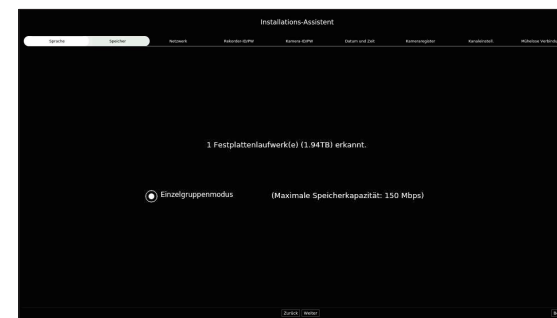 Installations-Assistent
Sprache Speicher Netzwerk Rekorder-ID/PW Kamera-ID/PW Datum und Zeit Kameraregister Kanaleinstell. Mühelose Verbindu
1 Festplattenlaufwerk(e) (1.94TB) erkannt.
Einzelgruppenmodus (Maximale Speicherkapazität: 150 Mbps)
Zurück Weiter